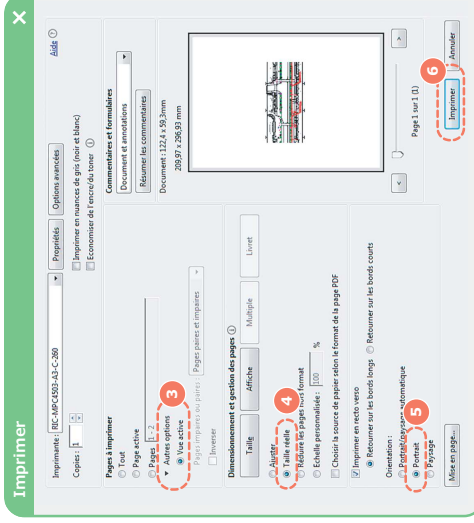 Imprimer
Imprimante : RIC-MPC4503-A3-C-260
Propriétés
Options avancées
Aide
Copies : 1
Imprimer en nuances de gris (noir et blanc)
Economiser de l'encre/du toner
Pages à imprimer
Tout
Page active
Pages 1 - 2
Autres options
3
Vue active
Pages impaires ou paires : Pages paires et impaires
Inverser
Dimensionnement et gestion des pages
Taille
Affiche
Multiple
Livret
Ajuster
4
Taille réelle
Réduire les pages hors format
Echelle personnalisée : 100 %
Choisir la source de papier selon le format de la page PDF
Imprimer en recto verso
Retourner sur les bords longs
Retourner sur les bords courts
Orientation :
Portrait/paysage automatique
5
Portrait
Paysage
Commentaires et formulaires
Document et annotations
Résumer les commentaires
Document : 122,4 x 59,3mm
209,97 x 296,93 mm
<
>
Page 1 sur 1 (1)
Mise en page...
6
Imprimer
Annuler